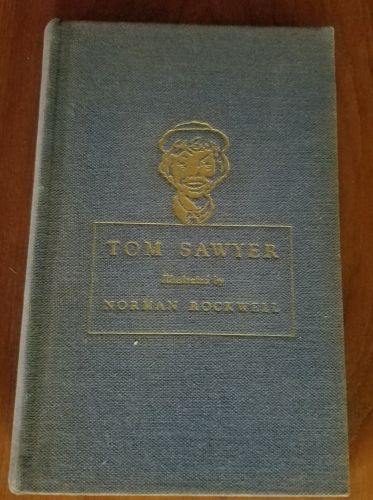 TOM SAWYER
Illustrated by
NORMAN ROCKWELL